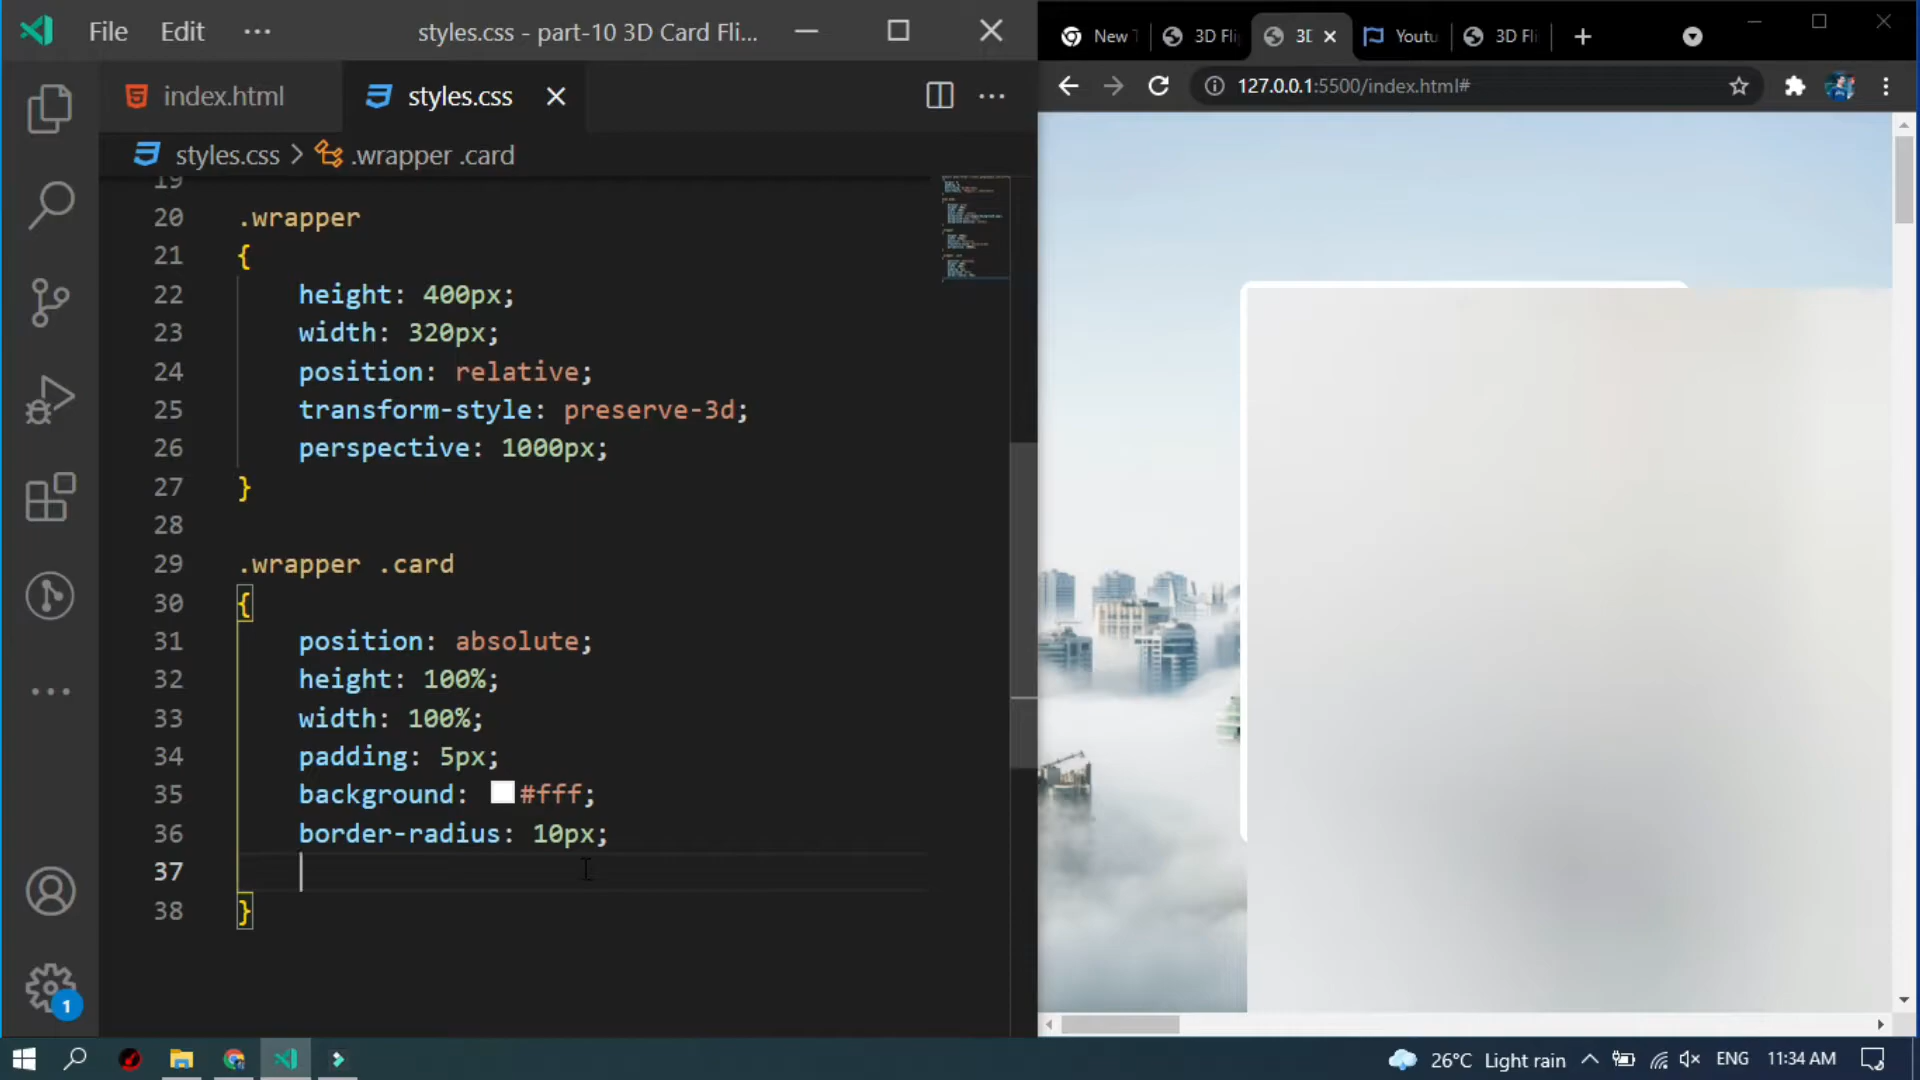 File Edit ··· styles.css - part-10 3D Card Fli...
New T 3D Fli 3D Youtu 3D Fli
index.html styles.css
127.0.0.1:5500/index.html#
styles.css > .wrapper .card
19
20 .wrapper
21 {
22 height: 400px;
23 width: 320px;
24 position: relative;
25 transform-style: preserve-3d;
26 perspective: 1000px;
27 }
28
29 .wrapper .card
30 {
31 position: absolute;
32 height: 100%;
33 width: 100%;
34 padding: 5px;
35 background: #fff;
36 border-radius: 10px;
37
38 }
1
26°C Light rain ENG 11:34 AM